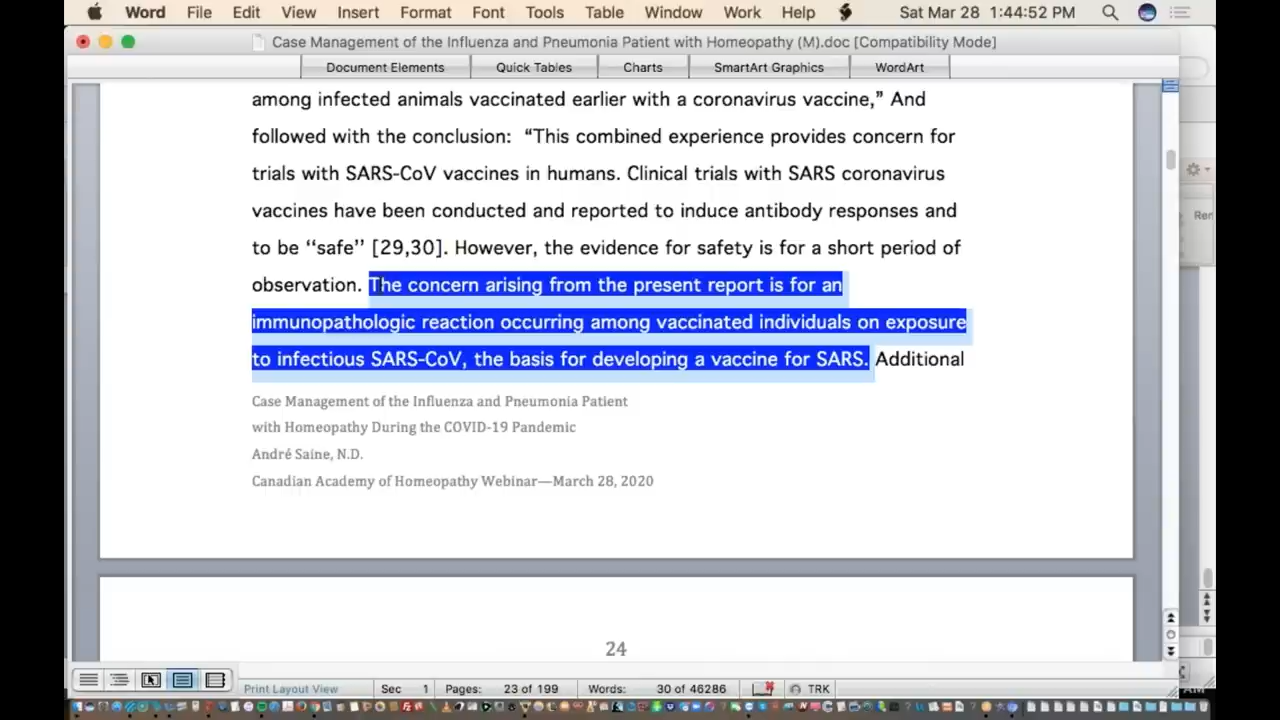 Word File Edit View Insert Format Font Tools Table Window Work Help Sat Mar 28 1:44:52 PM
Case Management of the Influenza and Pneumonia Patient with Homeopathy (M).doc [Compatibility Mode]
Document Elements Quick Tables Charts SmartArt Graphics WordArt
among infected animals vaccinated earlier with a coronavirus vaccine,” And
followed with the conclusion: “This combined experience provides concern for
trials with SARS-CoV vaccines in humans. Clinical trials with SARS coronavirus
vaccines have been conducted and reported to induce antibody responses and
to be ‘‘safe’’ [29,30]. However, the evidence for safety is for a short period of
observation. The concern arising from the present report is for an
immunopathologic reaction occurring among vaccinated individuals on exposure
to infectious SARS-CoV, the basis for developing a vaccine for SARS. Additional
Case Management of the Influenza and Pneumonia Patient
with Homeopathy During the COVID-19 Pandemic
André Saine, N.D.
Canadian Academy of Homeopathy Webinar—March 28, 2020
24
Print Layout View Sec 1 Pages: 23 of 199 Words: 30 of 46286 TRK